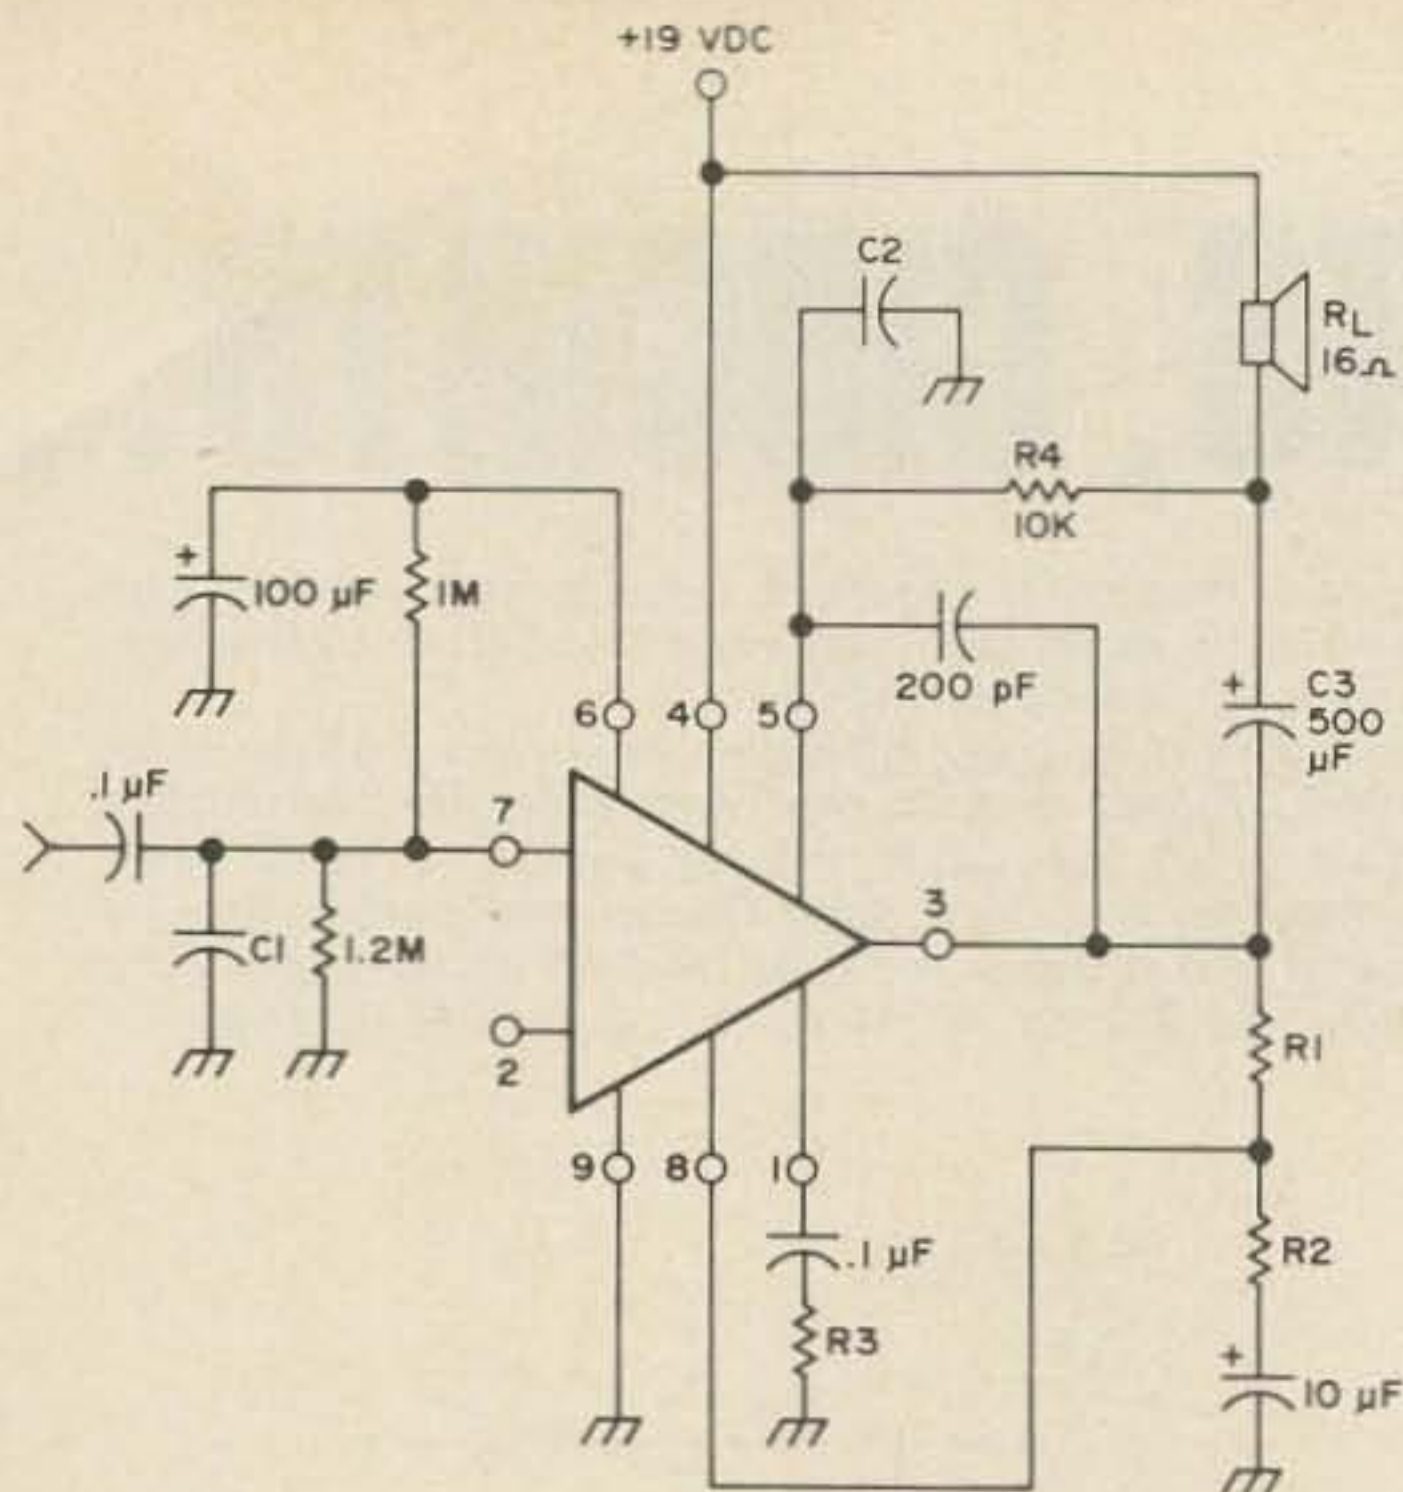 +19 VDC
C2
RL
16Ω
R4
10K
+
100 µF
1M
200 pF
+
C3
500
µF
6
4
5
.1 µF
7
3
C1
1.2M
2
R1
9
8
1
.1 µF
R2
R3
+
10 µF